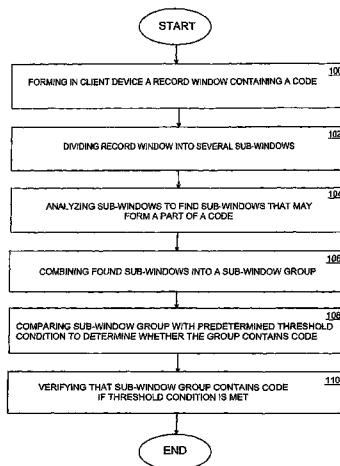 START
100
FORMING IN CLIENT DEVICE A RECORD WINDOW CONTAINING A CODE
102
DIVIDING RECORD WINDOW INTO SEVERAL SUB-WINDOWS
104
ANALYZING SUB-WINDOWS TO FIND SUB-WINDOWS THAT MAY
FORM A PART OF A CODE
106
COMBINING FOUND SUB-WINDOWS INTO A SUB-WINDOW GROUP
108
COMPARING SUB-WINDOW GROUP WITH PREDETERMINED THRESHOLD
CONDITION TO DETERMINE WHETHER THE GROUP CONTAINS CODE
110
VERIFYING THAT SUB-WINDOW GROUP CONTAINS CODE
IF THRESHOLD CONDITION IS MET
END